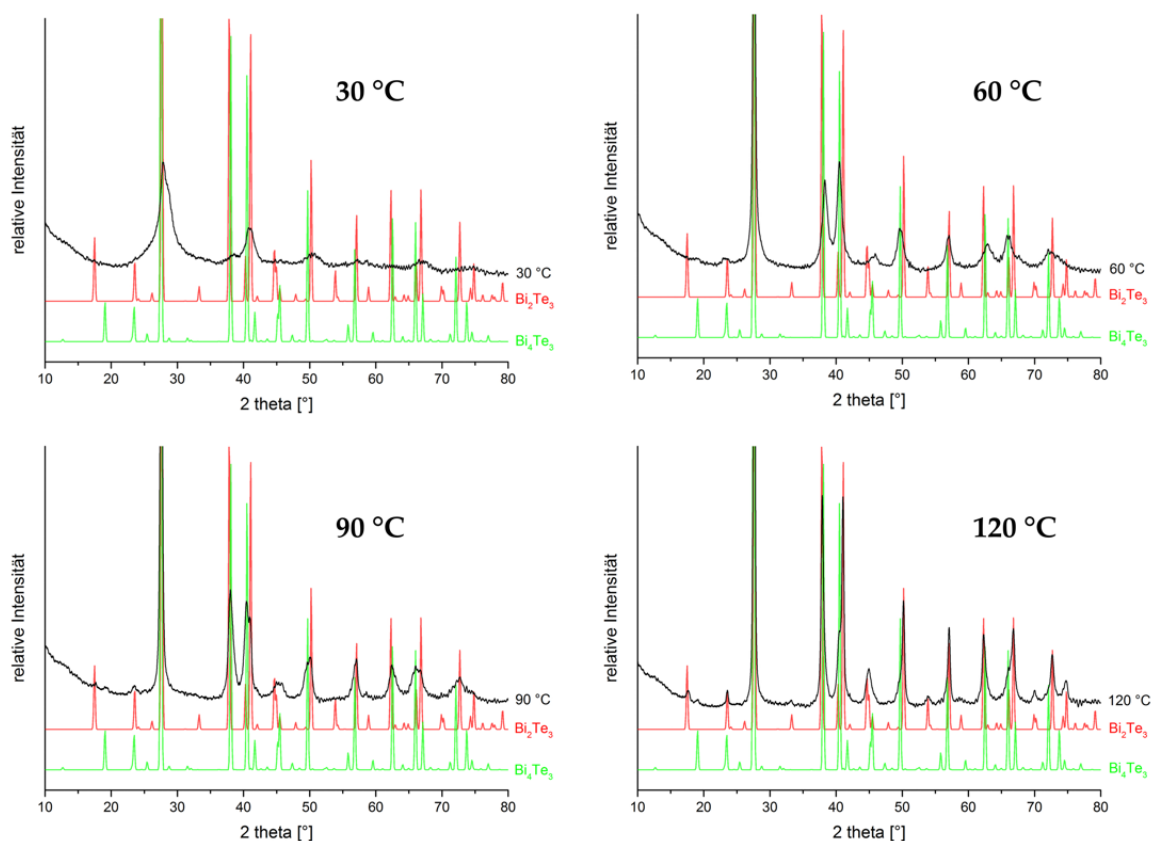 30 °C
relative Intensität
30 °C
Bi₂Te₃
Bi₄Te₃
10 20 30 40 50 60 70 80
2 theta [°]
60 °C
relative Intensität
60 °C
Bi₂Te₃
Bi₄Te₃
10 20 30 40 50 60 70 80
2 theta [°]
90 °C
relative Intensität
90 °C
Bi₂Te₃
Bi₄Te₃
10 20 30 40 50 60 70 80
2 theta [°]
120 °C
relative Intensität
120 °C
Bi₂Te₃
Bi₄Te₃
10 20 30 40 50 60 70 80
2 theta [°]